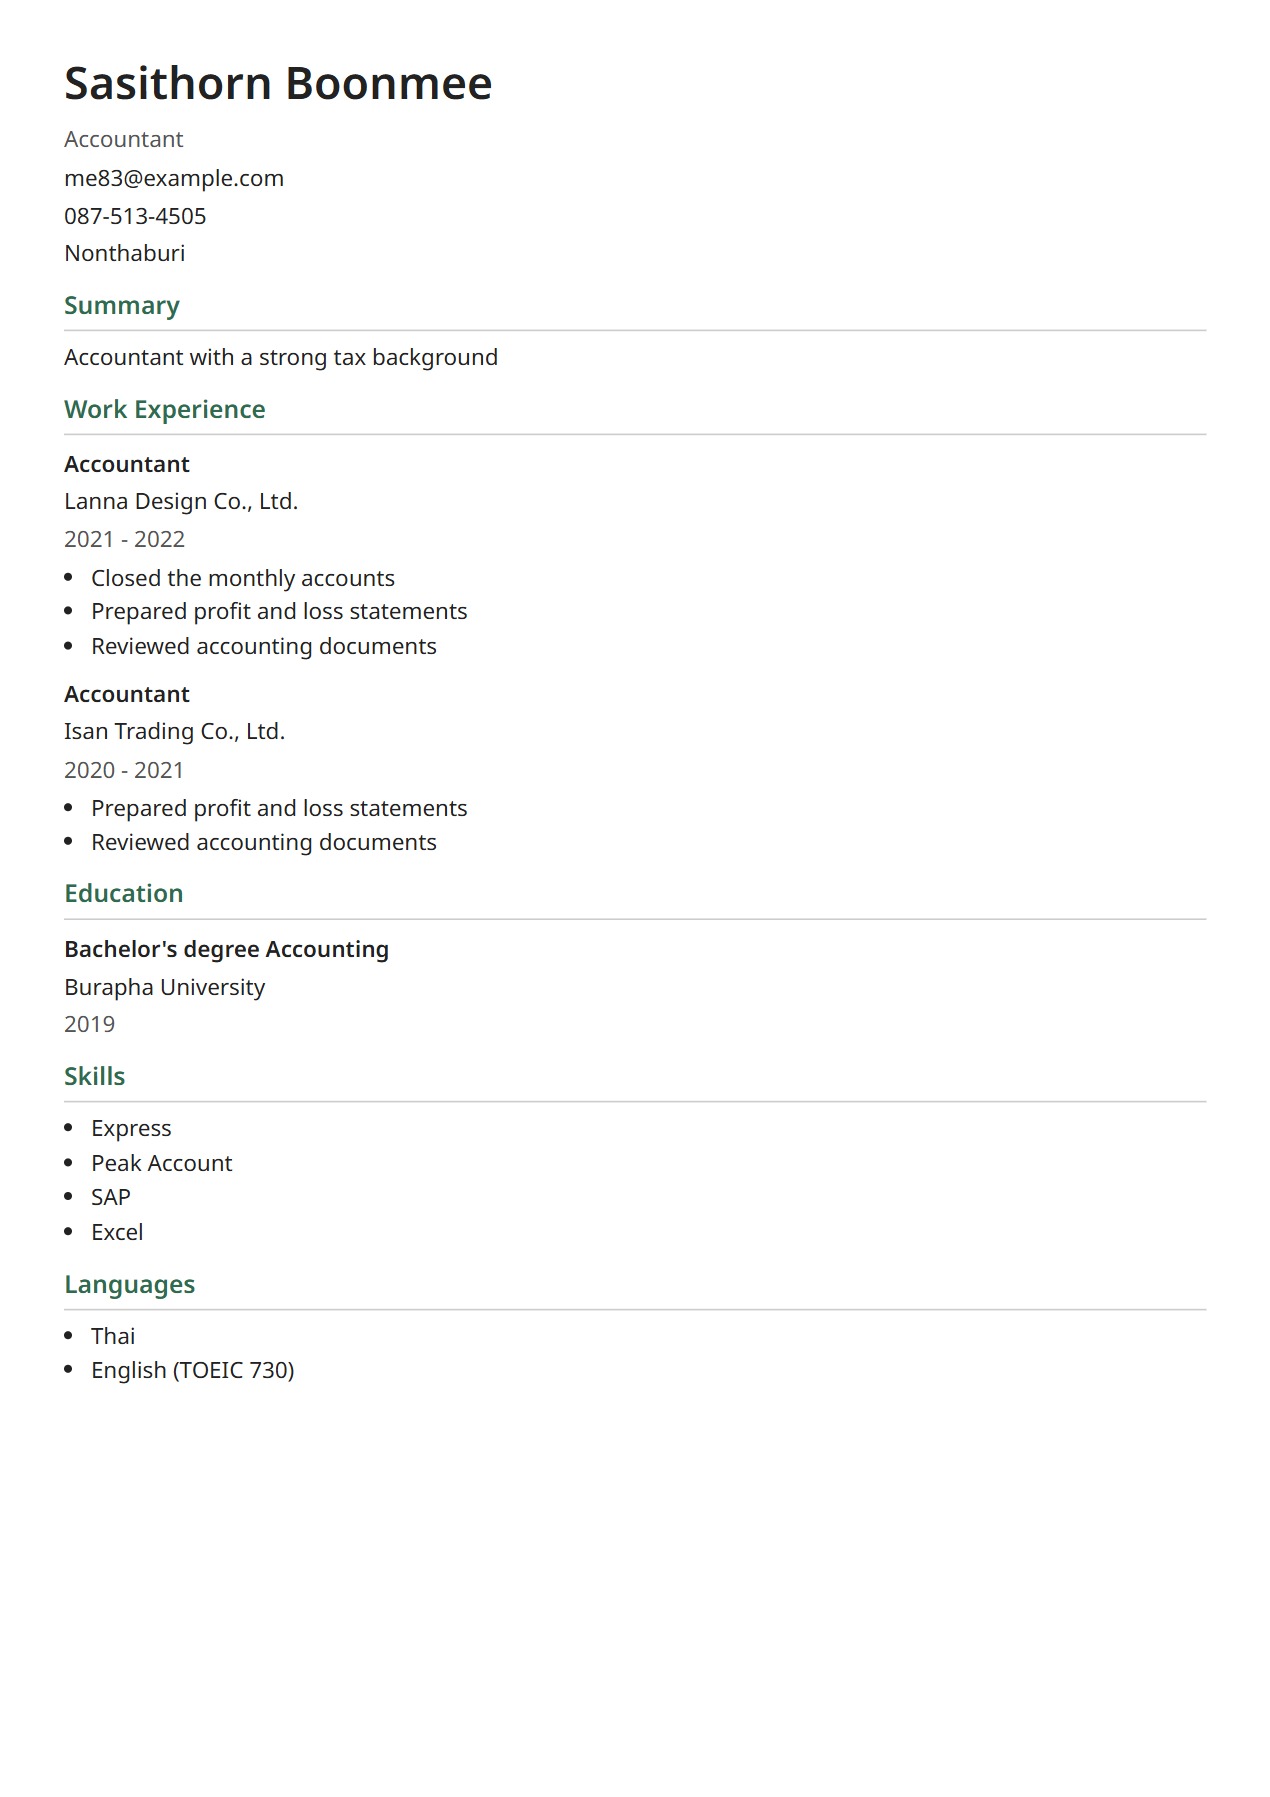 Sasithorn Boonmee
Accountant
me83@example.com
087-513-4505
Nonthaburi
Summary
Accountant with a strong tax background
Work Experience
Accountant
Lanna Design Co., Ltd.
2021 - 2022
• Closed the monthly accounts
• Prepared profit and loss statements
• Reviewed accounting documents
Accountant
Isan Trading Co., Ltd.
2020 - 2021
• Prepared profit and loss statements
• Reviewed accounting documents
Education
Bachelor's degree Accounting
Burapha University
2019
Skills
• Express
• Peak Account
• SAP
• Excel
Languages
• Thai
• English (TOEIC 730)